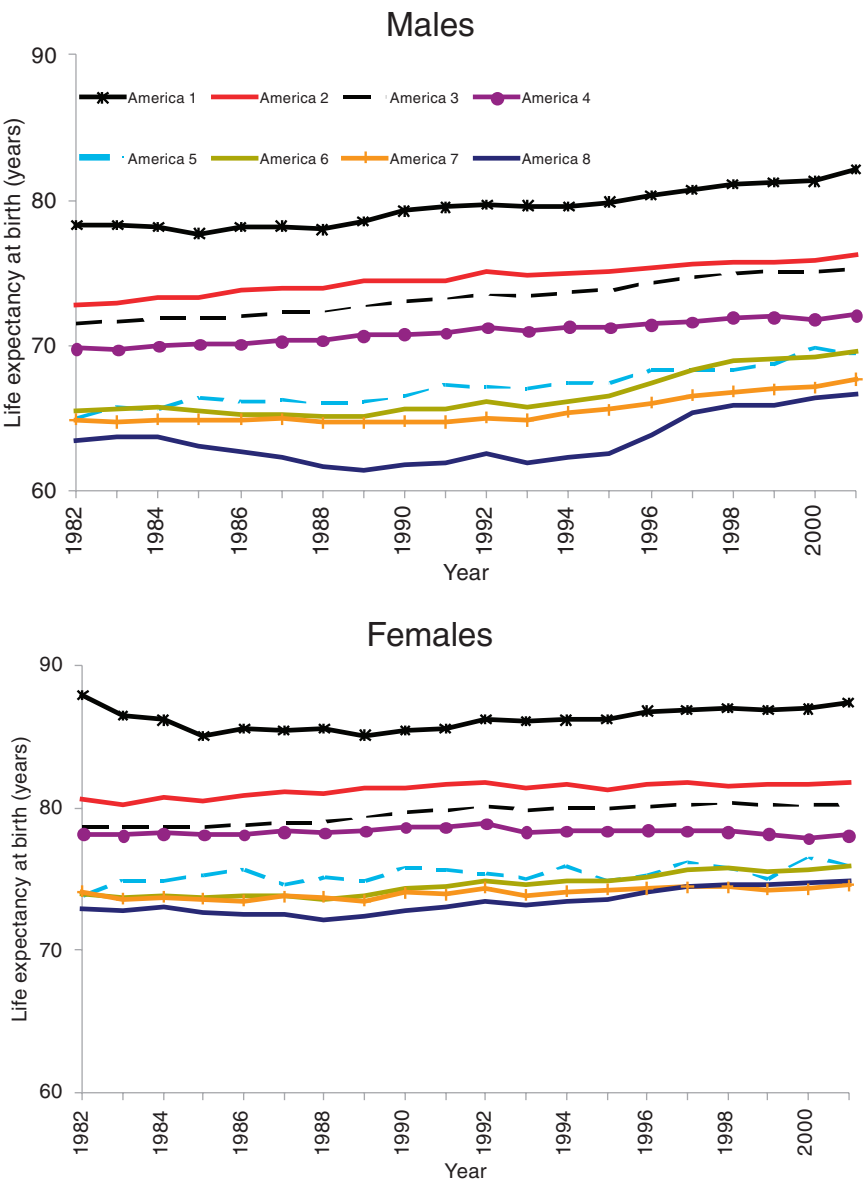 Males
90
America 1 America 2 America 3 America 4
America 5 America 6 America 7 America 8
80
70
60
Life expectancy at birth (years)
1982 1984 1986 1988 1990 1992 1994 1996 1998 2000
Year
Females
90
80
70
60
Life expectancy at birth (years)
1982 1984 1986 1988 1990 1992 1994 1996 1998 2000
Year